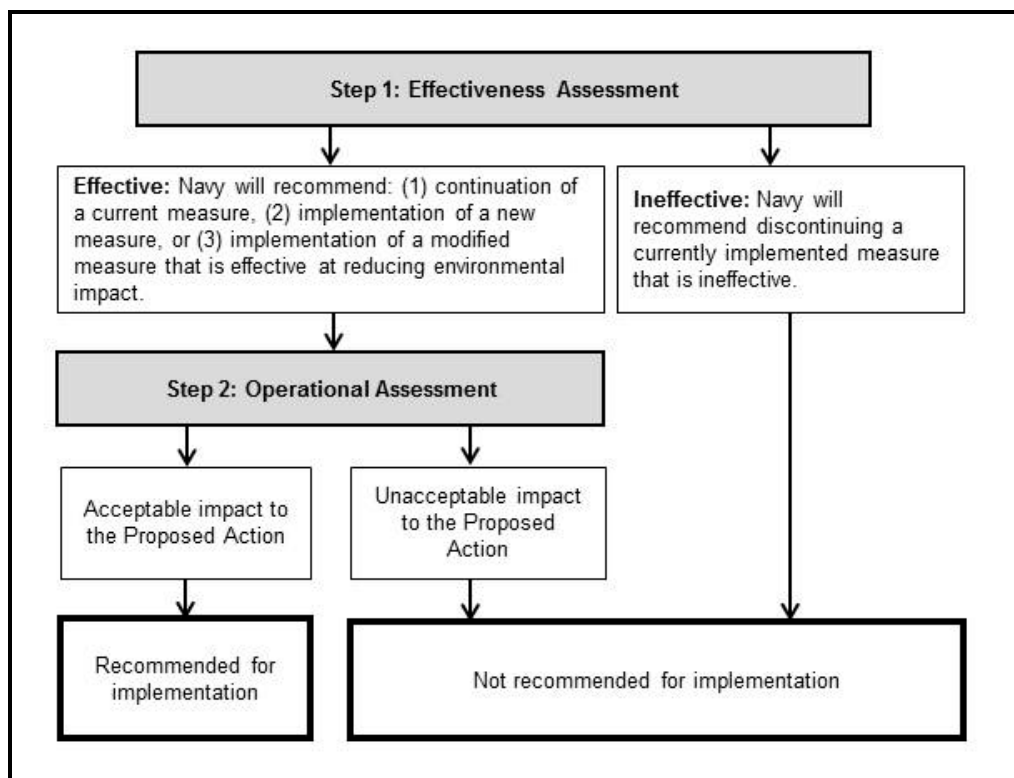 Step 1: Effectiveness Assessment
Effective: Navy will recommend: (1) continuation of
a current measure, (2) implementation of a new
measure, or (3) implementation of a modified
measure that is effective at reducing environmental
impact.
Ineffective: Navy will
recommend discontinuing a
currently implemented measure
that is ineffective.
Step 2: Operational Assessment
Acceptable impact to
the Proposed Action
Unacceptable impact
to the Proposed
Action
Recommended for
implementation
Not recommended for implementation